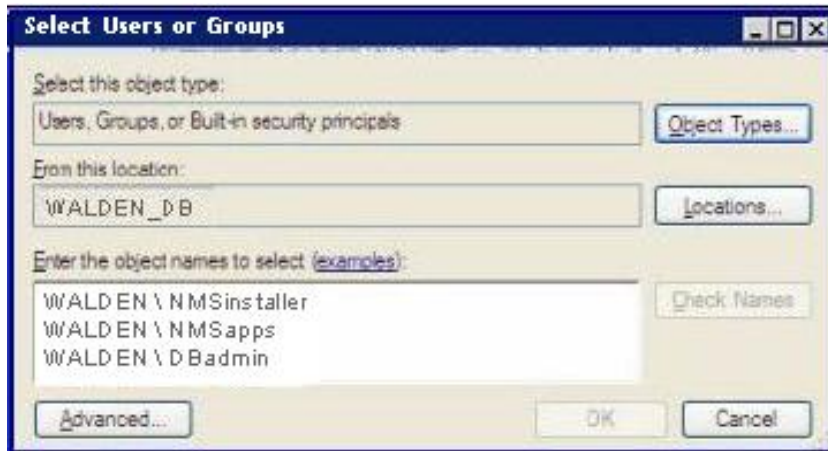 Select Users or Groups
Select this object type:
Users, Groups, or Built-in security principals
Object Types...
From this location:
WALDEN_DB
Locations...
Enter the object names to select (examples):
WALDEN\NMSinstaller
WALDEN\NMSapps
WALDEN\DBadmin
Check Names
Advanced...
OK
Cancel